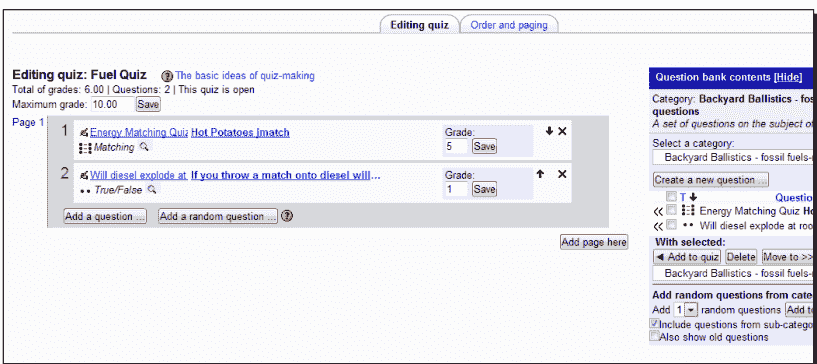 Editing quiz Order and paging
Editing quiz: Fuel Quiz The basic ideas of quiz-making
Total of grades: 6.00 | Questions: 2 | This quiz is open
Maximum grade: 10.00 Save
Page 1
1 Energy Matching Quiz Hot Potatoes jmatch
Matching
Grade:
5 Save
2 Will diesel explode at If you throw a match onto diesel will...
True/False
Grade:
1 Save
Add a question ... Add a random question ...
Add page here
Question bank contents [Hide]
Category: Backyard Ballistics - fos
questions
A set of questions on the subject of
Select a category:
Backyard Ballistics - fossil fuels-
Create a new question ...
T Questio
Energy Matching Quiz Ho
Will diesel explode at roo
With selected:
Add to quiz Delete Move to >>
Backyard Ballistics - fossil fuels-
Add random questions from cate
Add 1 random questions Add to
Include questions from sub-catego
Also show old questions